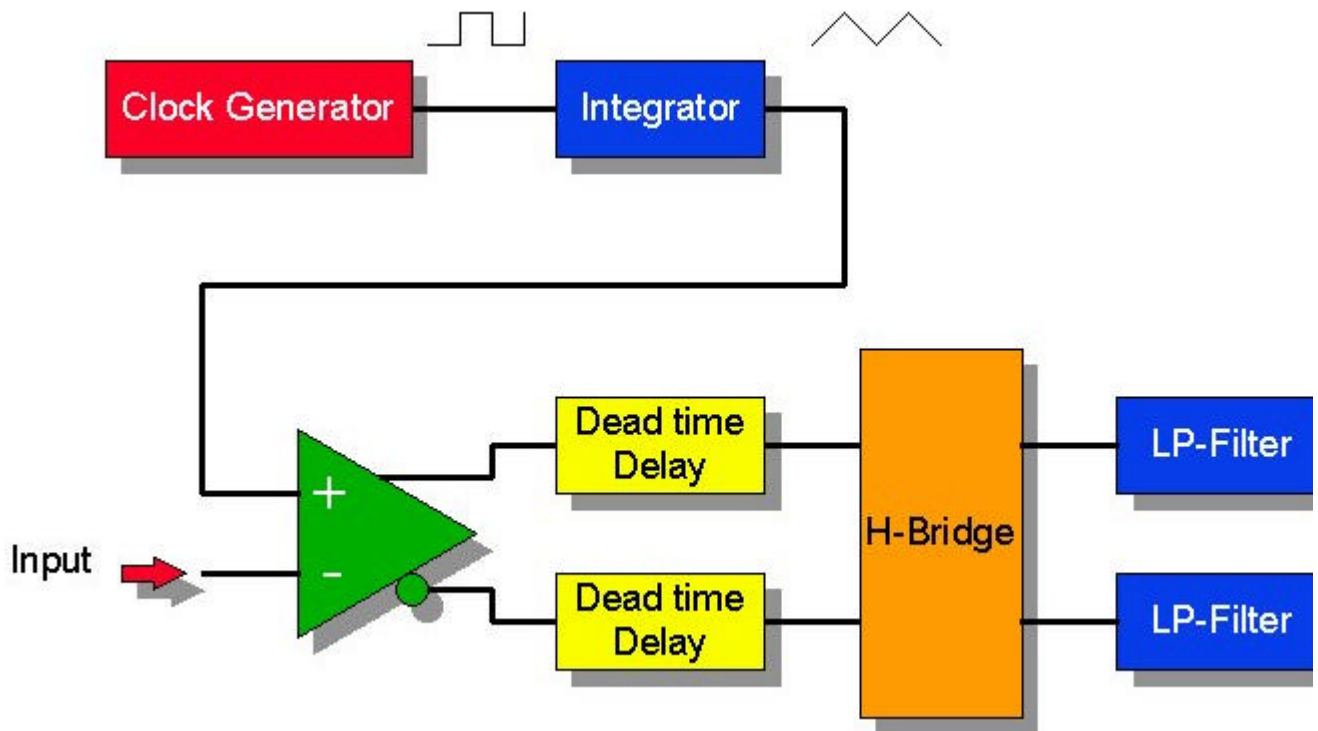 Clock Generator
Integrator
+
-
Input
Dead time
Delay
Dead time
Delay
H-Bridge
LP-Filter
LP-Filter